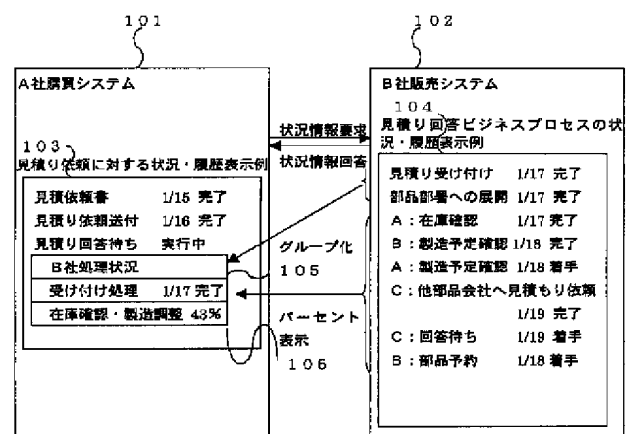 101
102
A社購買システム
103
見積り依頼に対する状況・履歴表示例
見積依頼書 1/15 完了
見積り依頼送付 1/16 完了
見積り回答待ち 実行中
B社処理状況
受け付け処理 1/17完了
在庫確認・製造調整 43%
状況情報要求
状況情報回答
グループ化
105
パーセント
表示
106
B社販売システム
104
見積り回答ビジネスプロセスの状
況・履歴表示例
見積り受け付け 1/17 完了
部品部署への展開 1/17 完了
A:在庫確認 1/17 完了
B:製造予定確認 1/18 完了
A:製造予定確認 1/18 着手
C:他部品会社へ見積もり依頼
1/19 完了
C:回答待ち 1/19 着手
B:部品予約 1/18 着手